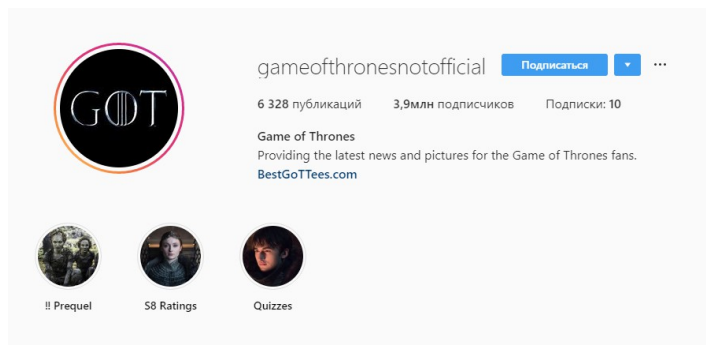 GOT
gameofthronesnotofficial Подписаться
6 328 публикаций 3,9млн подписчиков Подписки: 10
Game of Thrones
Providing the latest news and pictures for the Game of Thrones fans.
BestGoTTees.com
!! Prequel S8 Ratings Quizzes